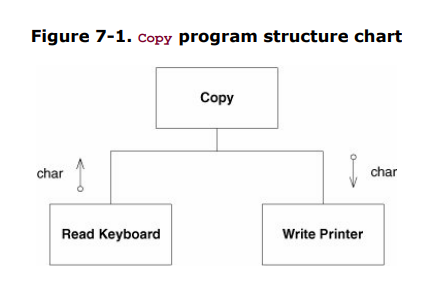 Figure 7-1. Copy program structure chart
Copy
char
char
Read Keyboard
Write Printer